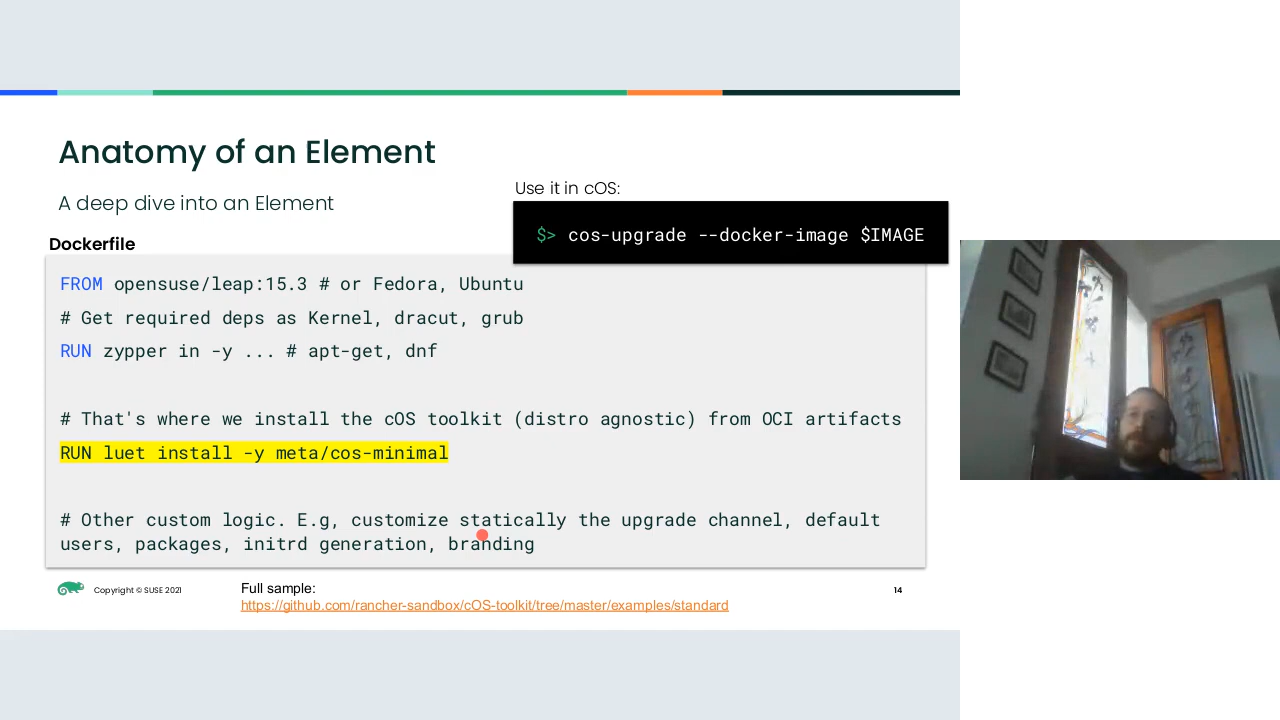 Anatomy of an Element
A deep dive into an Element
Use it in cOS:
$> cos-upgrade --docker-image $IMAGE
Dockerfile
FROM opensuse/leap:15.3 # or Fedora, Ubuntu
# Get required deps as Kernel, dracut, grub
RUN zypper in -y ... # apt-get, dnf
# That's where we install the cOS toolkit (distro agnostic) from OCI artifacts
RUN luet install -y meta/cos-minimal
# Other custom logic. E.g, customize statically the upgrade channel, default
users, packages, initrd generation, branding
Copyright © SUSE 2021
Full sample:
https://github.com/rancher-sandbox/cOS-toolkit/tree/master/examples/standard
14